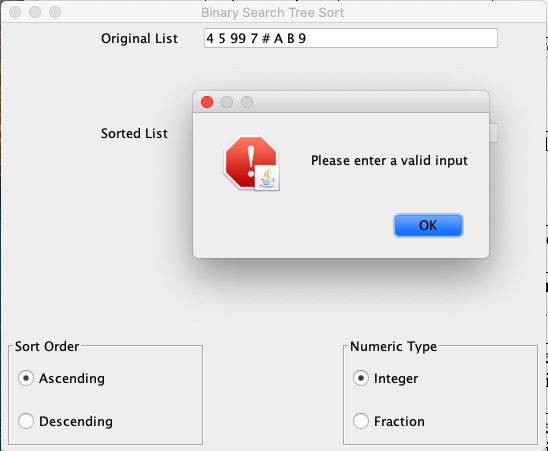 Binary Search Tree Sort
Original List
4 5 99 7 # A B 9
Sorted List
Please enter a valid input
OK
Sort Order
Ascending
Descending
Numeric Type
Integer
Fraction